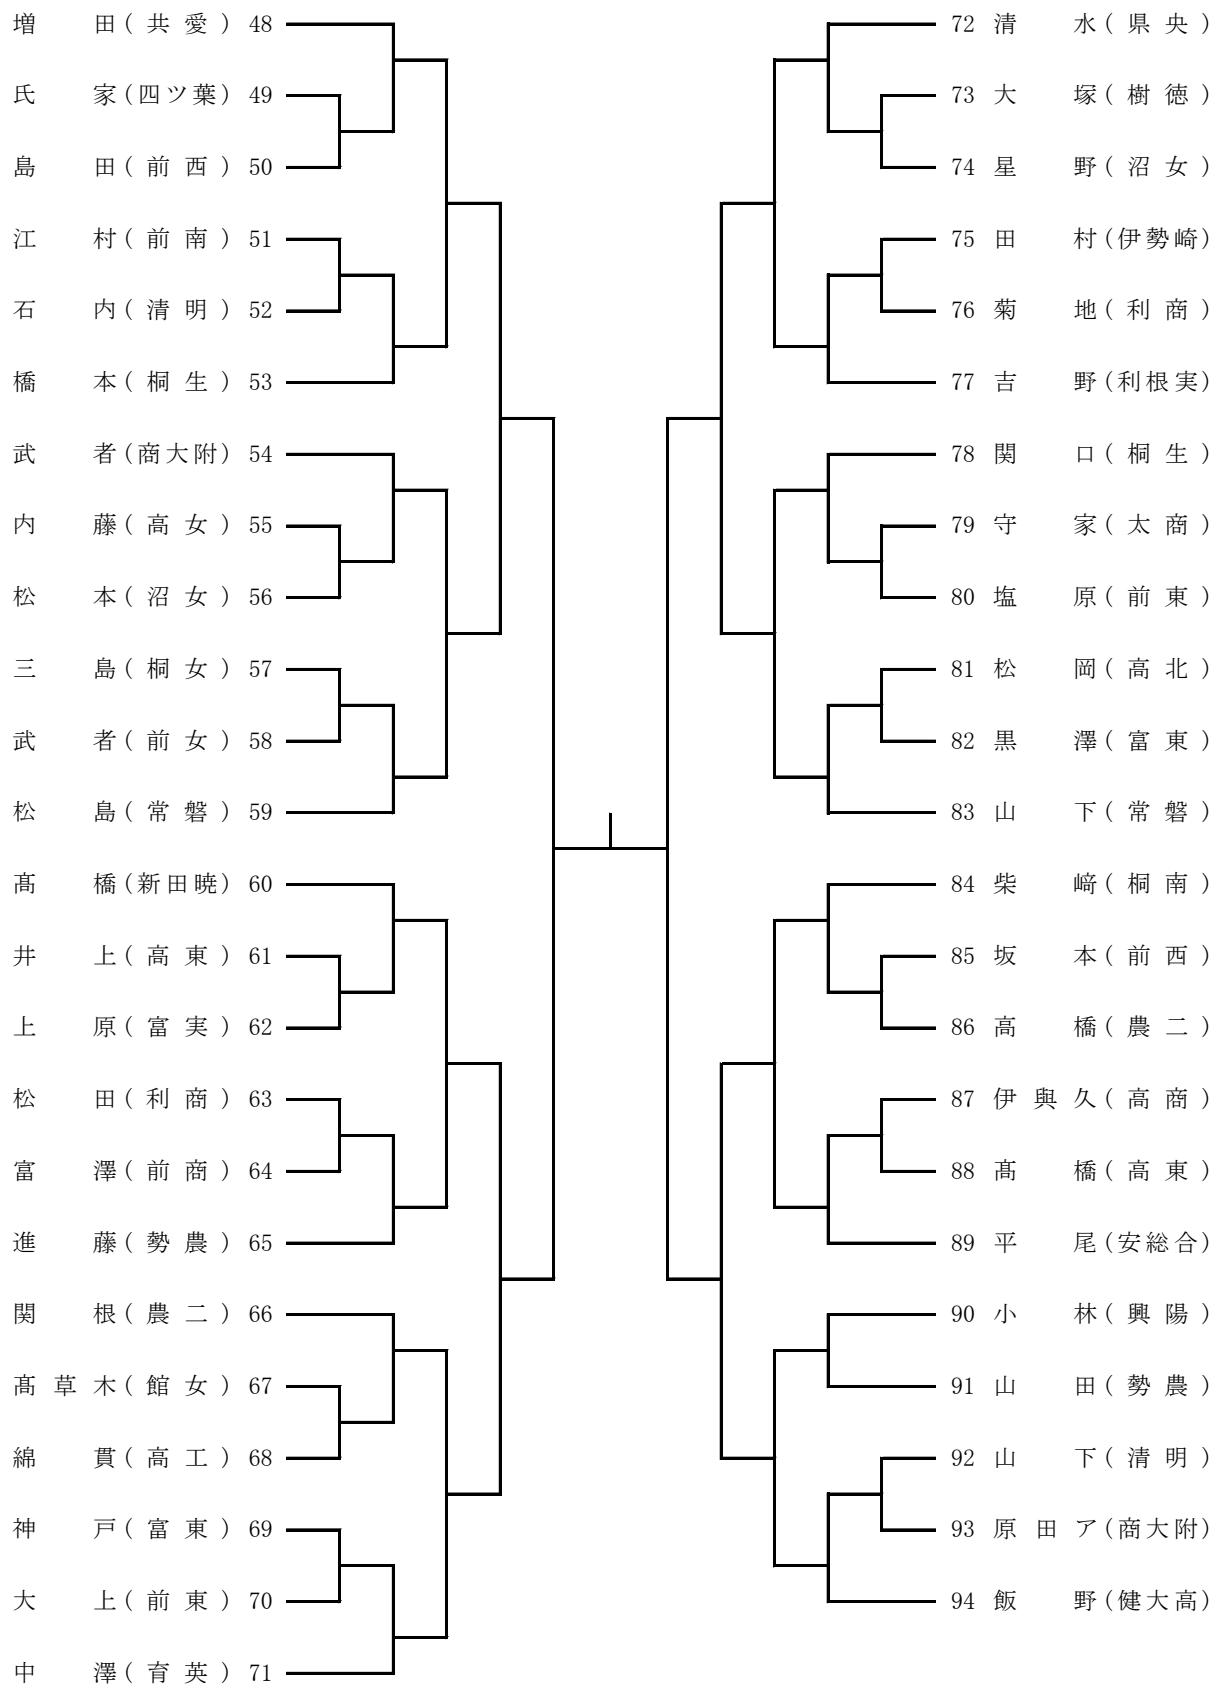 増田(共愛) 48
氏家(四ツ葉) 49
島田(前西) 50
江村(前南) 51
石内(清明) 52
橋本(桐生) 53
武者(商大附) 54
内藤(高女) 55
松本(沼女) 56
三島(桐女) 57
武者(前女) 58
松島(常磐) 59
髙橋(新田暁) 60
井上(高東) 61
上原(富実) 62
松田(利商) 63
富澤(前商) 64
進藤(勢農) 65
関根(農二) 66
髙草木(館女) 67
綿貫(高工) 68
神戸(富東) 69
大上(前東) 70
中澤(育英) 71
72 清水(県央)
73 大塚(樹徳)
74 星野(沼女)
75 田村(伊勢崎)
76 菊地(利商)
77 吉野(利根実)
78 関口(桐生)
79 守家(太商)
80 塩原(前東)
81 松岡(高北)
82 黒澤(富東)
83 山下(常磐)
84 柴﨑(桐南)
85 坂本(前西)
86 高橋(農二)
87 伊與久(高商)
88 髙橋(高東)
89 平尾(安総合)
90 小林(興陽)
91 山田(勢農)
92 山下(清明)
93 原田ア(商大附)
94 飯野(健大高)